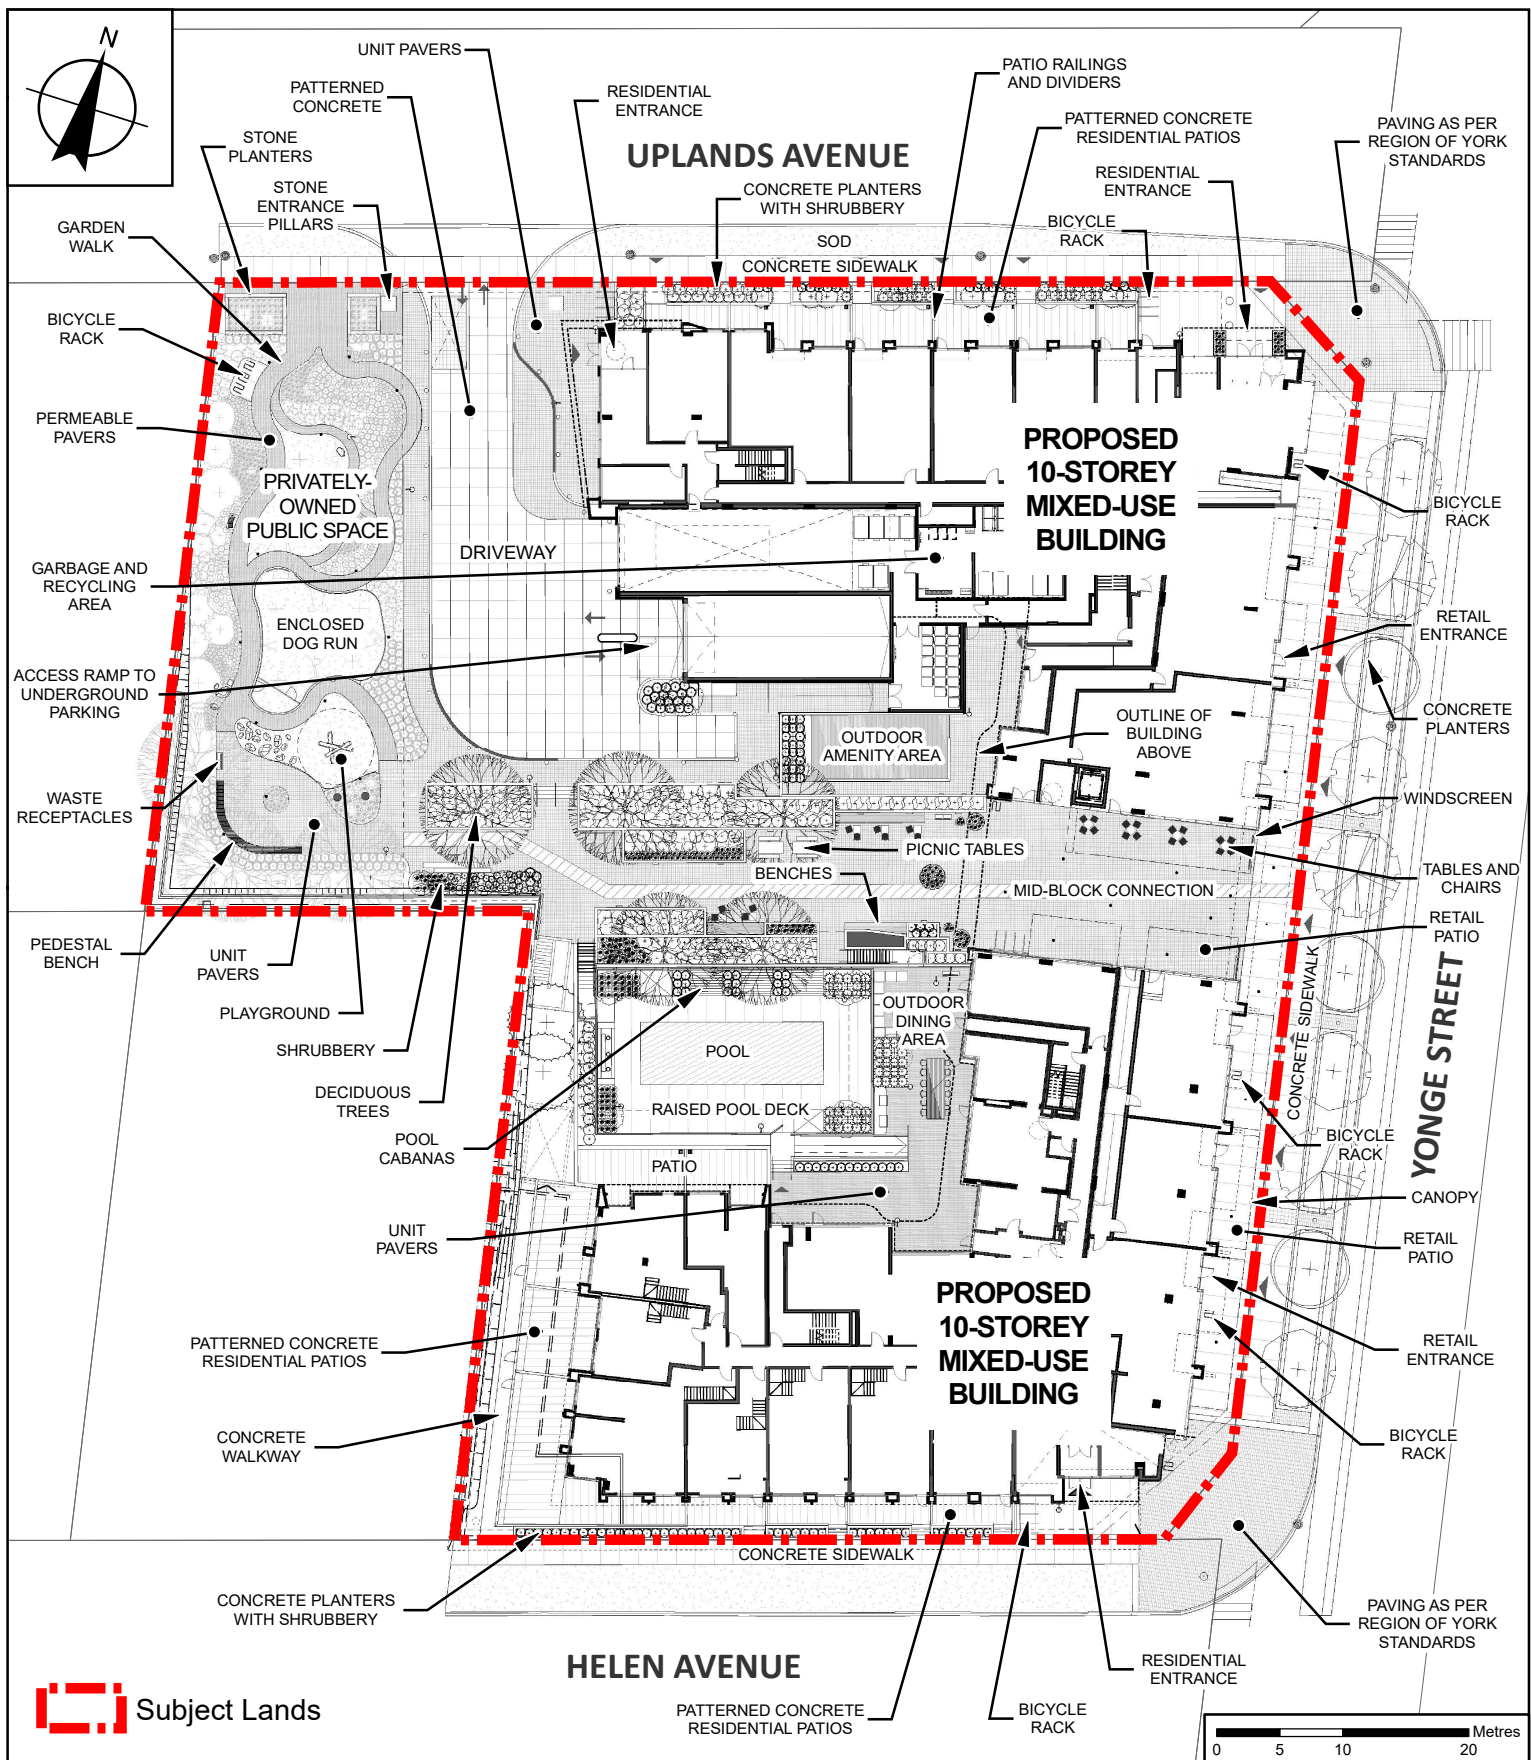 N
UNIT PAVERS
PATTERNED
CONCRETE
RESIDENTIAL
ENTRANCE
PATIO RAILINGS
AND DIVIDERS
PATTERNED CONCRETE
RESIDENTIAL PATIOS
PAVING AS PER
REGION OF YORK
STANDARDS
STONE
PLANTERS
UPLANDS AVENUE
RESIDENTIAL
ENTRANCE
STONE
ENTRANCE
PILLARS
CONCRETE PLANTERS
WITH SHRUBBERY
BICYCLE
RACK
GARDEN
WALK
SOD
CONCRETE SIDEWALK
BICYCLE
RACK
PERMEABLE
PAVERS
PRIVATELY-
OWNED
PUBLIC SPACE
PROPOSED
10-STOREY
MIXED-USE
BUILDING
BICYCLE
RACK
DRIVEWAY
GARBAGE AND
RECYCLING
AREA
ENCLOSED
DOG RUN
RETAIL
ENTRANCE
ACCESS RAMP TO
UNDERGROUND
PARKING
OUTDOOR
AMENITY AREA
OUTLINE OF
BUILDING
ABOVE
CONCRETE
PLANTERS
WASTE
RECEPTACLES
WINDSCREEN
PICNIC TABLES
BENCHES
MID-BLOCK CONNECTION
TABLES AND
CHAIRS
PEDESTAL
BENCH
UNIT
PAVERS
RETAIL
PATIO
PLAYGROUND
OUTDOOR
DINING
AREA
CONCRETE SIDEWALK
YONGE STREET
SHRUBBERY
POOL
DECIDUOUS
TREES
RAISED POOL DECK
POOL
CABANAS
PATIO
BICYCLE
RACK
CANOPY
UNIT
PAVERS
RETAIL
PATIO
PROPOSED
10-STOREY
MIXED-USE
BUILDING
PATTERNED CONCRETE
RESIDENTIAL PATIOS
RETAIL
ENTRANCE
CONCRETE
WALKWAY
BICYCLE
RACK
CONCRETE SIDEWALK
CONCRETE PLANTERS
WITH SHRUBBERY
PAVING AS PER
REGION OF YORK
STANDARDS
HELEN AVENUE
RESIDENTIAL
ENTRANCE
PATTERNED CONCRETE
RESIDENTIAL PATIOS
BICYCLE
RACK
Subject Lands
Metres
0 5 10 20